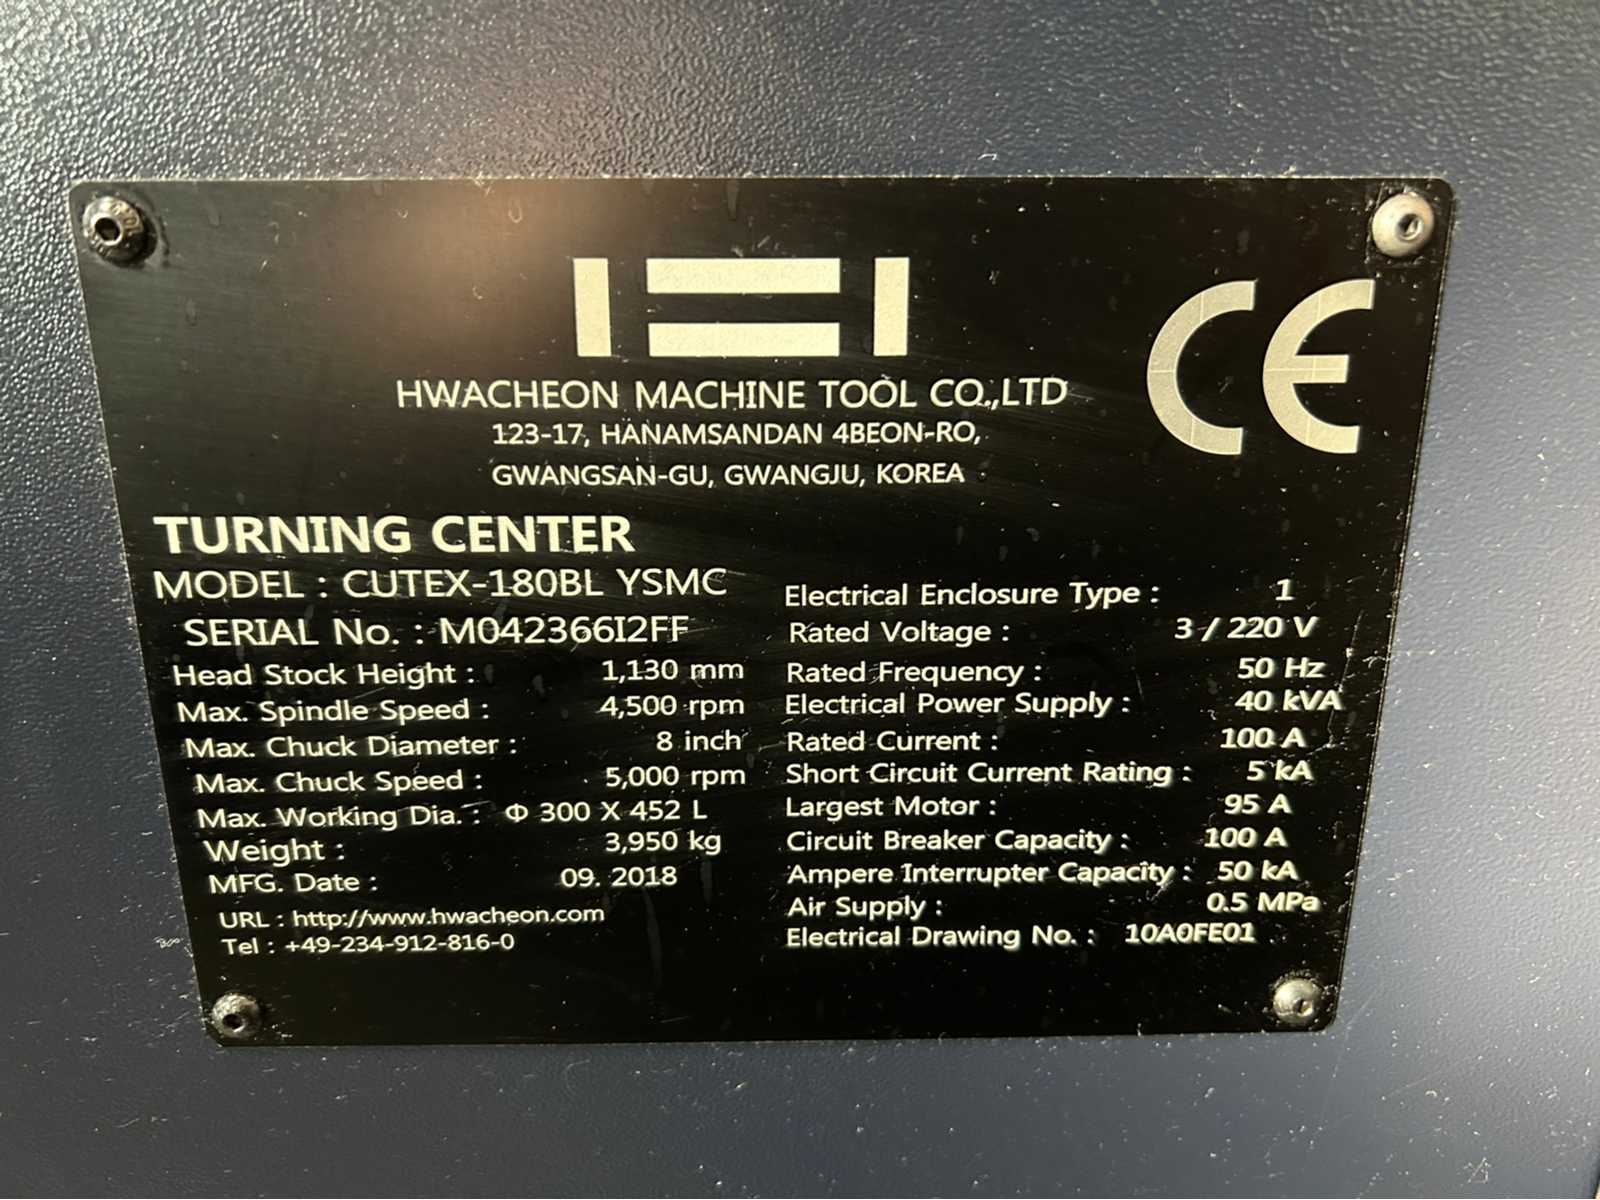 HWACHEON MACHINE TOOL CO.,LTD
123-17, HANAMSANDAN 4BEON-RO,
GWANGSAN-GU, GWANGJU, KOREA
CE
TURNING CENTER
MODEL : CUTEX-180BL YSMC
SERIAL No. : M042366I2FF
Head Stock Height : 1,130 mm
Max. Spindle Speed : 4,500 rpm
Max. Chuck Diameter : 8 inch
Max. Chuck Speed : 5,000 rpm
Max. Working Dia. : Φ 300 X 452 L
Weight : 3,950 kg
MFG. Date : 09. 2018
URL : http://www.hwacheon.com
Tel : +49-234-912-816-0
Electrical Enclosure Type : 1
Rated Voltage : 3 / 220 V
Rated Frequency : 50 Hz
Electrical Power Supply : 40 kVA
Rated Current : 100 A
Short Circuit Current Rating : 5 kA
Largest Motor : 95 A
Circuit Breaker Capacity : 100 A
Ampere Interrupter Capacity : 50 kA
Air Supply : 0.5 MPa
Electrical Drawing No. : 10A0FE01